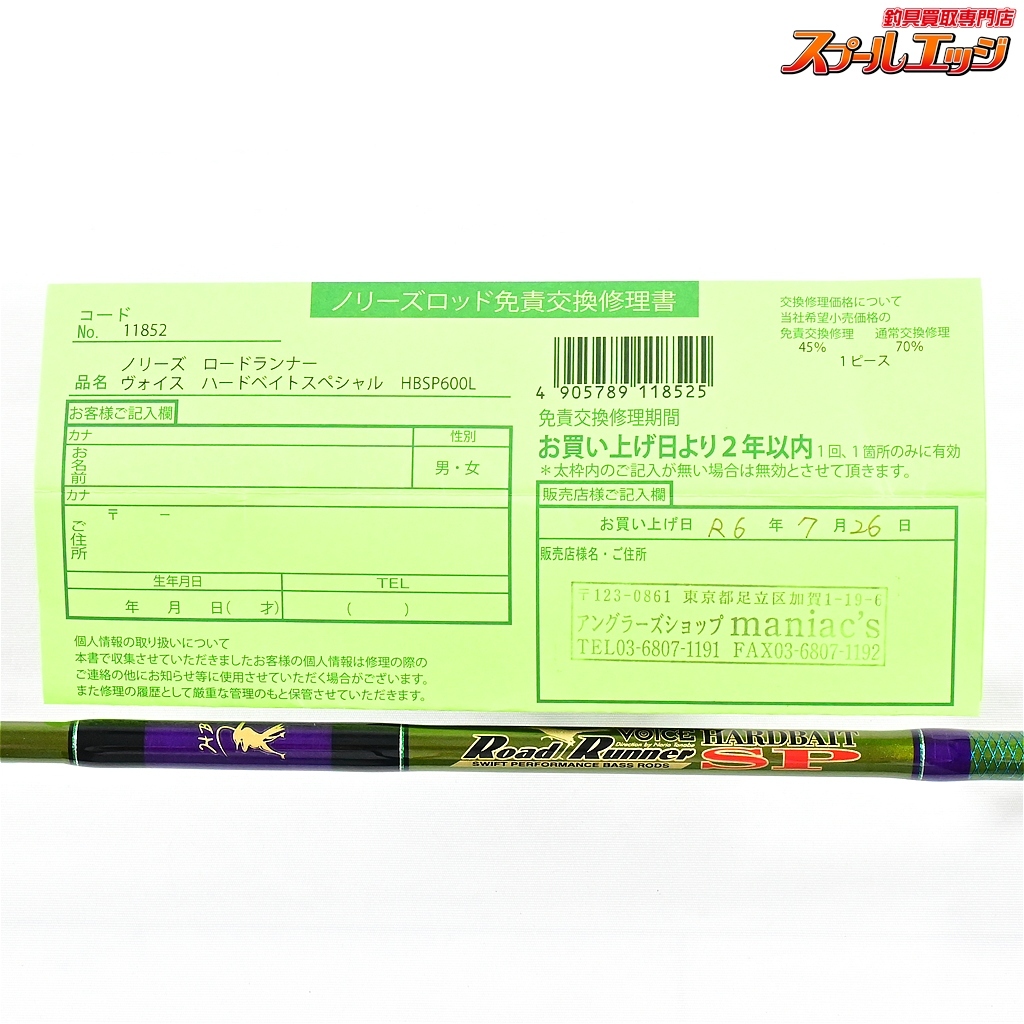 釣具買取専門店
スプールエッジ
ノリーズロッド免責交換修理書
コード
No. 11852
ノリーズ ロードランナー
品名 ヴォイス ハードベイトスペシャル HBSP600L
お客様ご記入欄
カナ 性別
お名前 男・女
カナ
ご住所 〒 −
生年月日 TEL
年 月 日( 才) ( )
個人情報の取り扱いについて
本書で収集させていただきましたお客様の個人情報は修理の際の
ご連絡の他にお知らせ等に使用させていただく場合がございます。
また修理の履歴として厳重な管理のもと保管させていただきます。
4 905789 118525
交換修理価格について
当社希望小売価格の
免責交換修理 通常交換修理
45% 70%
1ピース
免責交換修理期間
お買い上げ日より2年以内 1回、1箇所のみに有効
*太枠内のご記入が無い場合は無効とさせて頂きます。
販売店様ご記入欄
お買い上げ日 R6 年 7 月 26 日
販売店様名・ご住所
〒123-0861 東京都足立区加賀1-19-6
アングラーズショップ maniac's
TEL03-6807-1191 FAX03-6807-1192
HB
VOICE HARDBAIT
Direction by Norio Tanabe
Road Runner SP
SWIFT PERFORMANCE BASS RODS